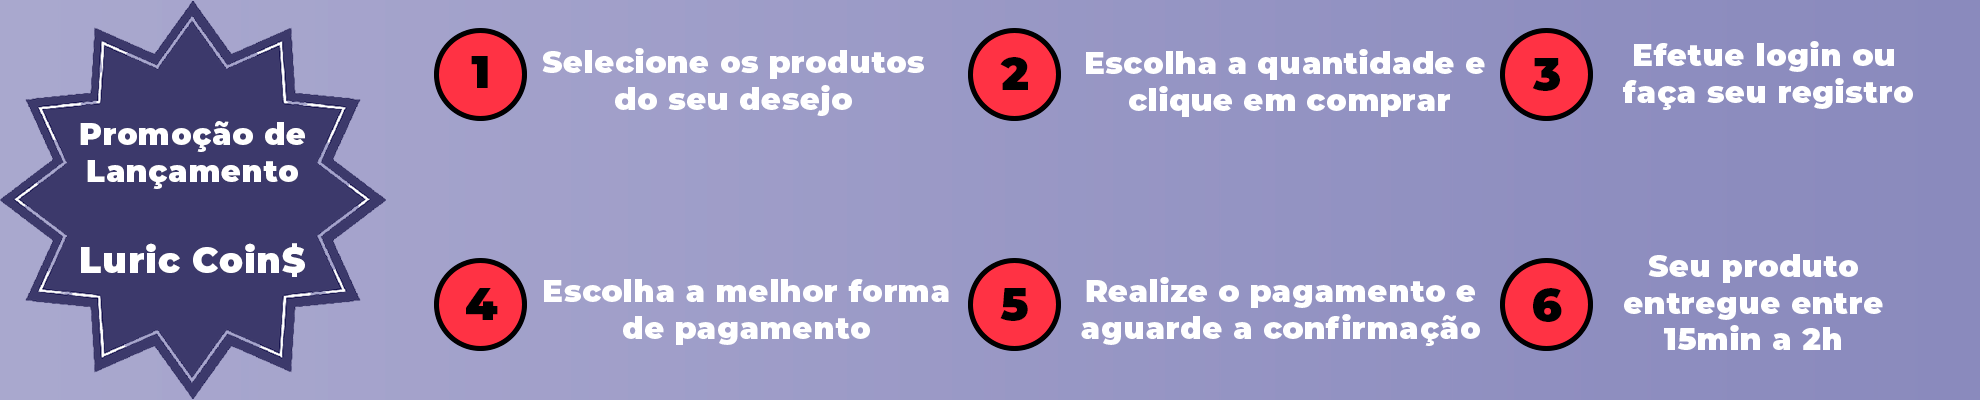 Promoção de
Lançamento
Luric Coin$
1
Selecione os produtos
do seu desejo
2
Escolha a quantidade e
clique em comprar
3
Efetue login ou
faça seu registro
4
Escolha a melhor forma
de pagamento
5
Realize o pagamento e
aguarde a confirmação
6
Seu produto
entregue entre
15min a 2h